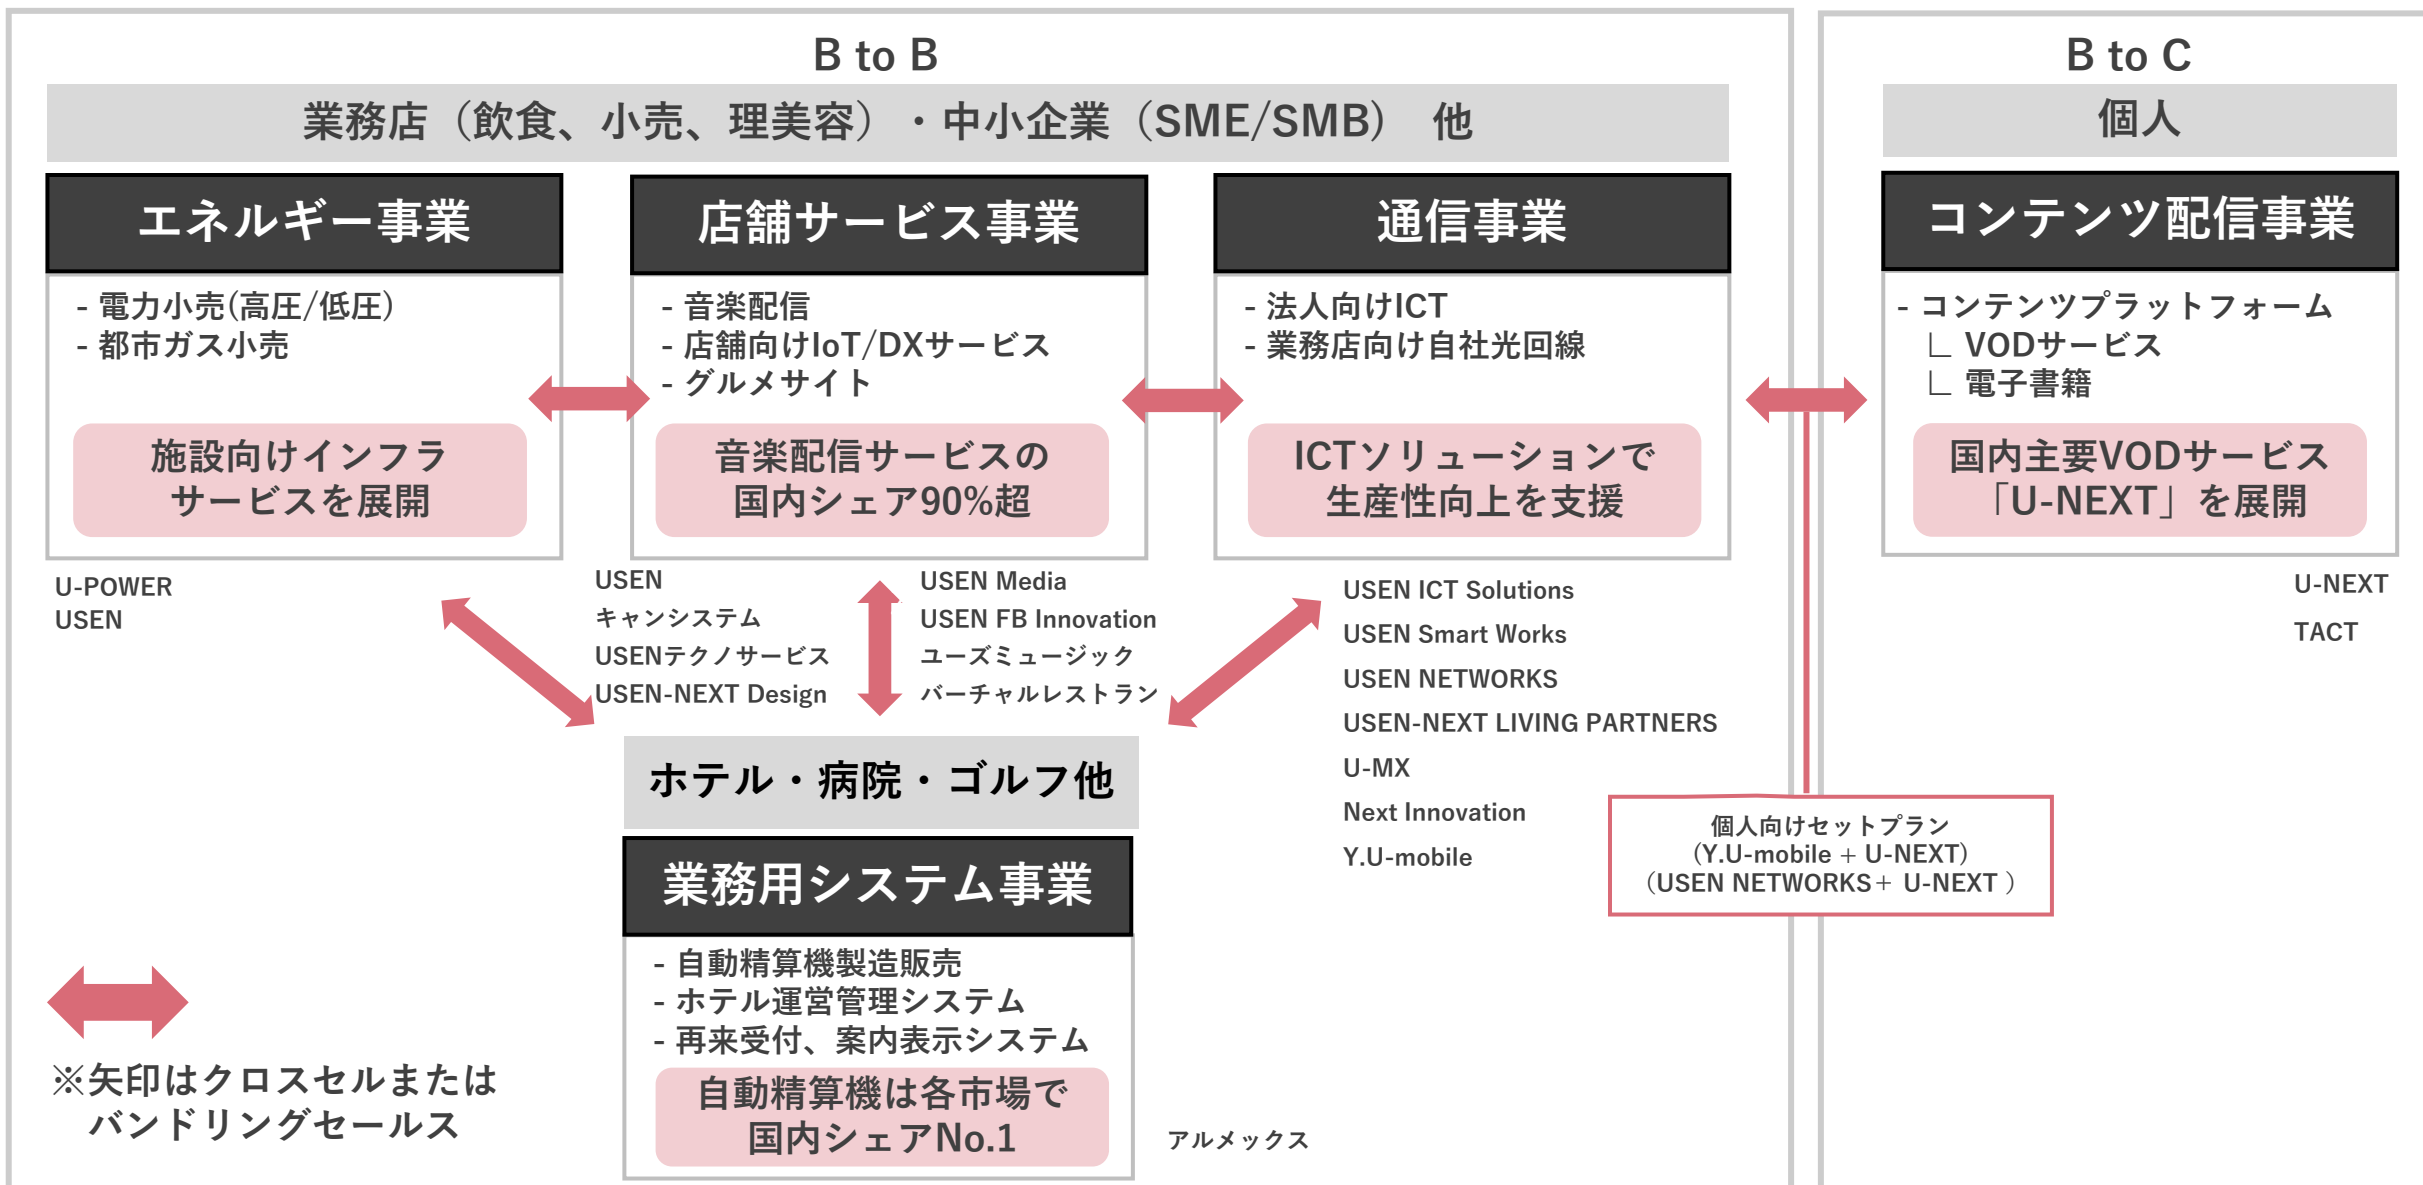 B to B
業務店（飲食、小売、理美容）・中小企業（SME/SMB） 他
エネルギー事業
- 電力小売(高圧/低圧)
- 都市ガス小売
施設向けインフラ
サービスを展開
U-POWER
USEN
店舗サービス事業
- 音楽配信
- 店舗向けIoT/DXサービス
- グルメサイト
音楽配信サービスの
国内シェア90%超
USEN
キャンシステム
USENテクノサービス
USEN-NEXT Design
USEN Media
USEN FB Innovation
ユーズミュージック
バーチャルレストラン
通信事業
- 法人向けICT
- 業務店向け自社光回線
ICTソリューションで
生産性向上を支援
USEN ICT Solutions
USEN Smart Works
USEN NETWORKS
USEN-NEXT LIVING PARTNERS
U-MX
Next Innovation
Y.U-mobile
ホテル・病院・ゴルフ他
業務用システム事業
- 自動精算機製造販売
- ホテル運営管理システム
- 再来受付、案内表示システム
自動精算機は各市場で
国内シェアNo.1
アルメックス
※矢印はクロスセルまたは
バンドリングセールス
B to C
個人
コンテンツ配信事業
- コンテンツプラットフォーム
∟ VODサービス
∟ 電子書籍
国内主要VODサービス
「U-NEXT」を展開
U-NEXT
TACT
個人向けセットプラン
(Y.U-mobile + U-NEXT)
（USEN NETWORKS＋ U-NEXT ）